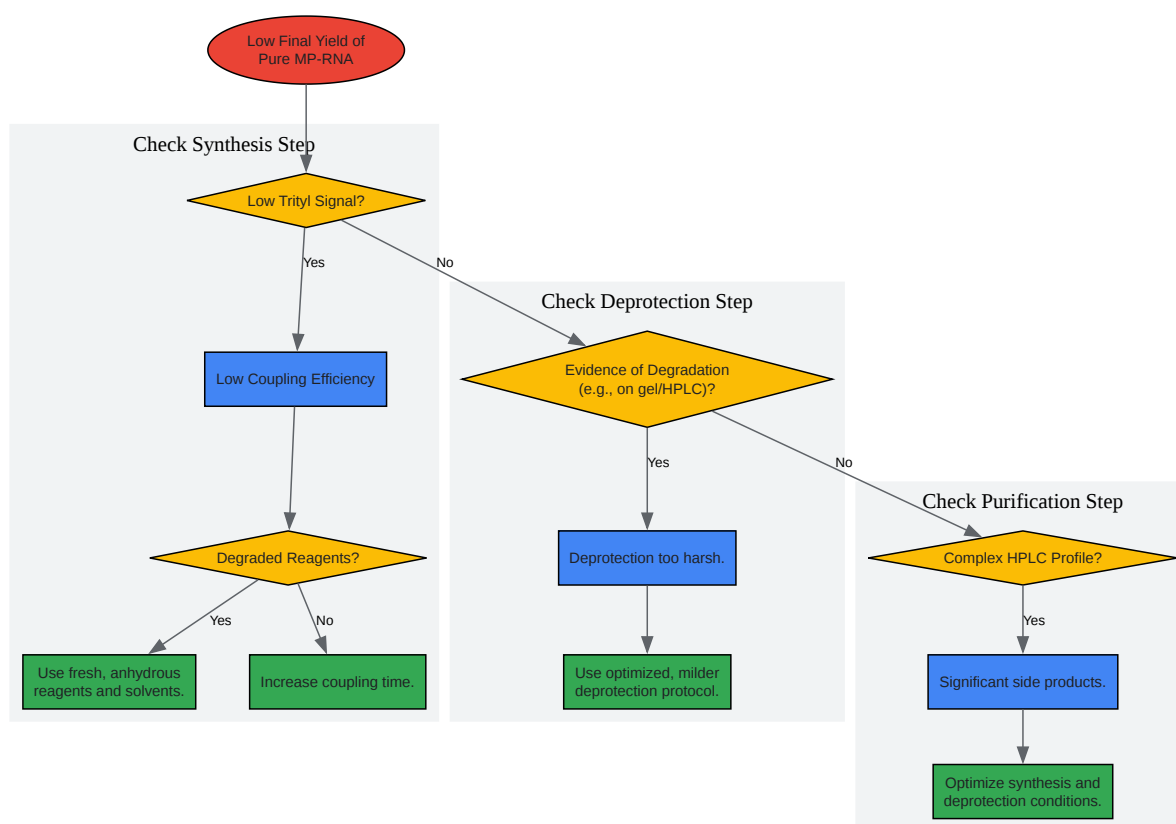 Low Final Yield of
Pure MP-RNA
Check Synthesis Step
Low Trityl Signal?
Yes
No
Low Coupling Efficiency
Degraded Reagents?
Yes
No
Use fresh, anhydrous
reagents and solvents.
Increase coupling time.
Check Deprotection Step
Evidence of Degradation
(e.g., on gel/HPLC)?
Yes
No
Deprotection too harsh.
Use optimized, milder
deprotection protocol.
Check Purification Step
Complex HPLC Profile?
Yes
Significant side products.
Optimize synthesis and
deprotection conditions.